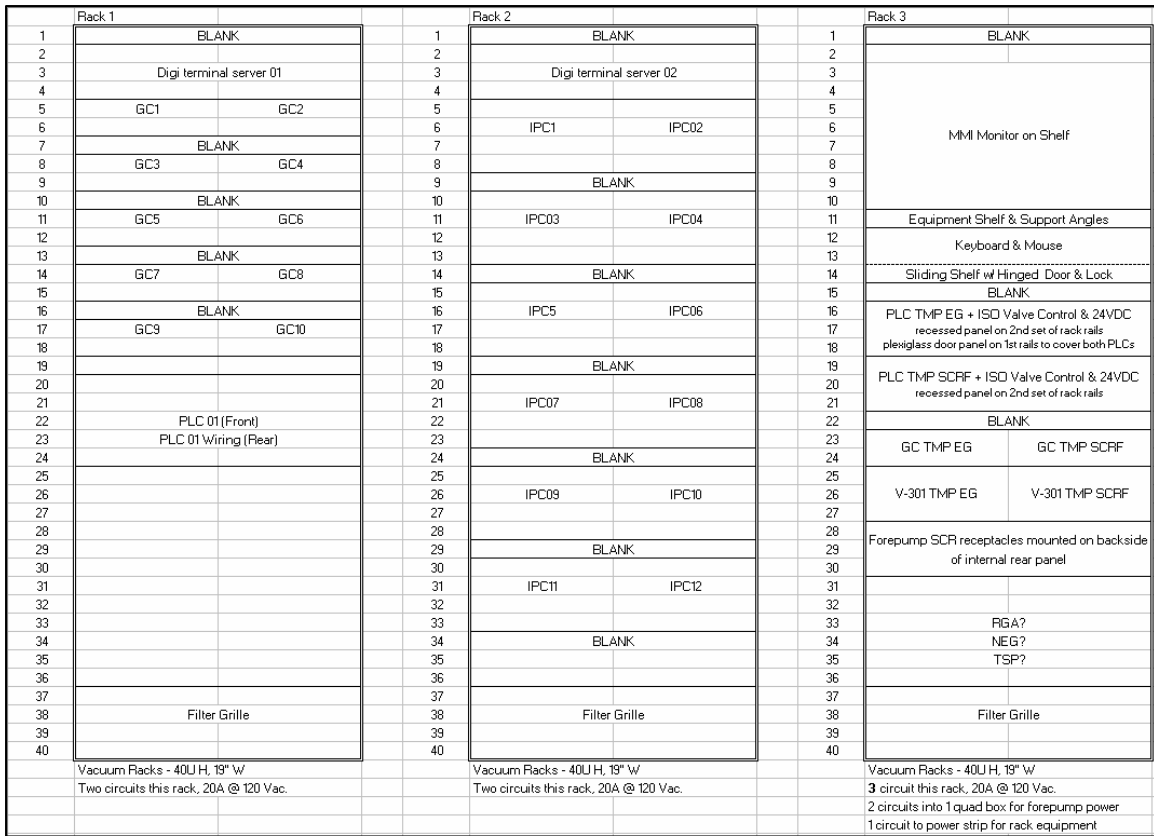 Rack 1
1 BLANK
2
3 Digi terminal server 01
4
5 GC1 GC2
6
7 BLANK
8 GC3 GC4
9
10 BLANK
11 GC5 GC6
12
13 BLANK
14 GC7 GC8
15
16 BLANK
17 GC9 GC10
18
19
20
21
22 PLC 01 (Front)
23 PLC 01 Wiring (Rear)
24
25
26
27
28
29
30
31
32
33
34
35
36
37
38 Filter Grille
39
40
Vacuum Racks - 40U H, 19" W
Two circuits this rack, 20A @ 120 Vac.
Rack 2
1 BLANK
2
3 Digi terminal server 02
4
5
6 IPC1 IPC02
7
8
9 BLANK
10
11 IPC03 IPC04
12
13
14 BLANK
15
16 IPC5 IPC06
17
18
19 BLANK
20
21 IPC07 IPC08
22
23
24 BLANK
25
26 IPC09 IPC10
27
28
29 BLANK
30
31 IPC11 IPC12
32
33
34 BLANK
35
36
37
38 Filter Grille
39
40
Vacuum Racks - 40U H, 19" W
Two circuits this rack, 20A @ 120 Vac.
Rack 3
1 BLANK
2
3
4
5
6
MMI Monitor on Shelf
7
8
9
10
11 Equipment Shelf & Support Angles
12
Keyboard & Mouse
13
14 Sliding Shelf w/ Hinged Door & Lock
15 BLANK
16 PLC TMP EG + ISO Valve Control & 24VDC
17 recessed panel on 2nd set of rack rails
18 plexiglass door panel on 1st rails to cover both PLCs
19
20 PLC TMP SCRF + ISO Valve Control & 24VDC
21 recessed panel on 2nd set of rack rails
22 BLANK
23
GC TMP EG GC TMP SCRF
24
25
26 V-301 TMP EG V-301 TMP SCRF
27
28
29 Forepump SCR receptacles mounted on backside
of internal rear panel
30
31
32
33 RGA?
34 NEG?
35 TSP?
36
37
38 Filter Grille
39
40
Vacuum Racks - 40U H, 19" W
3 circuit this rack, 20A @ 120 Vac.
2 circuits into 1 quad box for forepump power
1 circuit to power strip for rack equipment